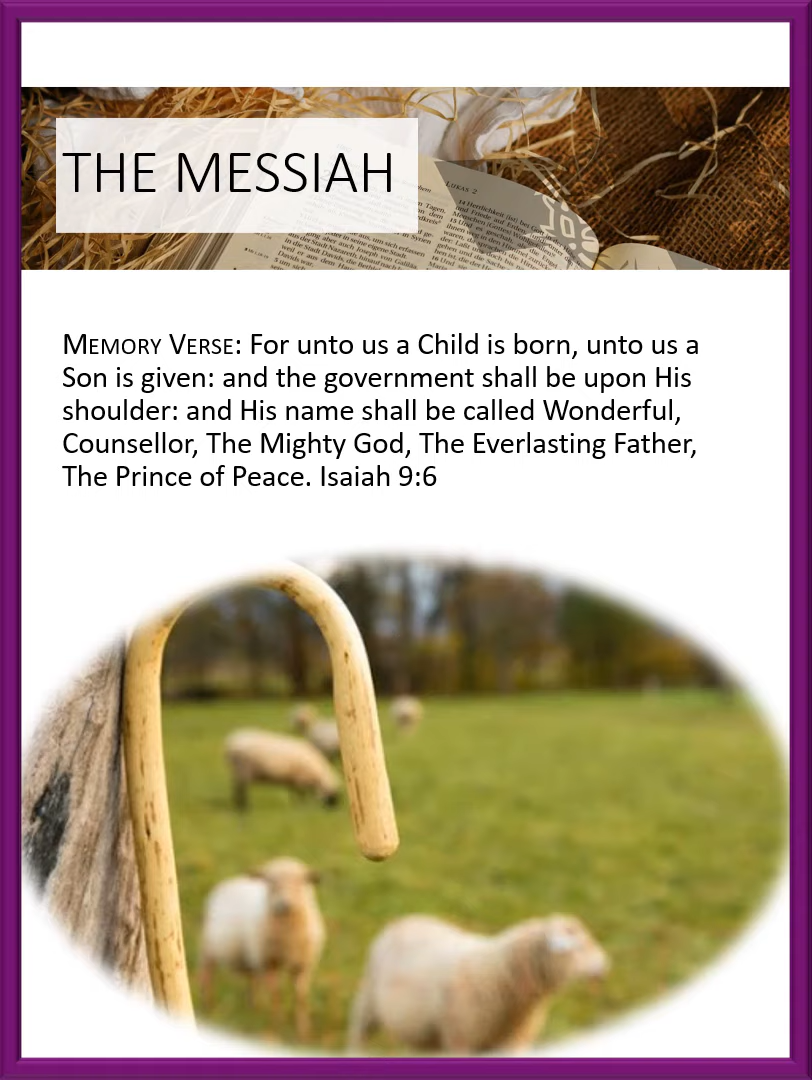 THE MESSIAH
LUKAS 2
MEMORY VERSE: For unto us a Child is born, unto us a
Son is given: and the government shall be upon His
shoulder: and His name shall be called Wonderful,
Counsellor, The Mighty God, The Everlasting Father,
The Prince of Peace. Isaiah 9:6